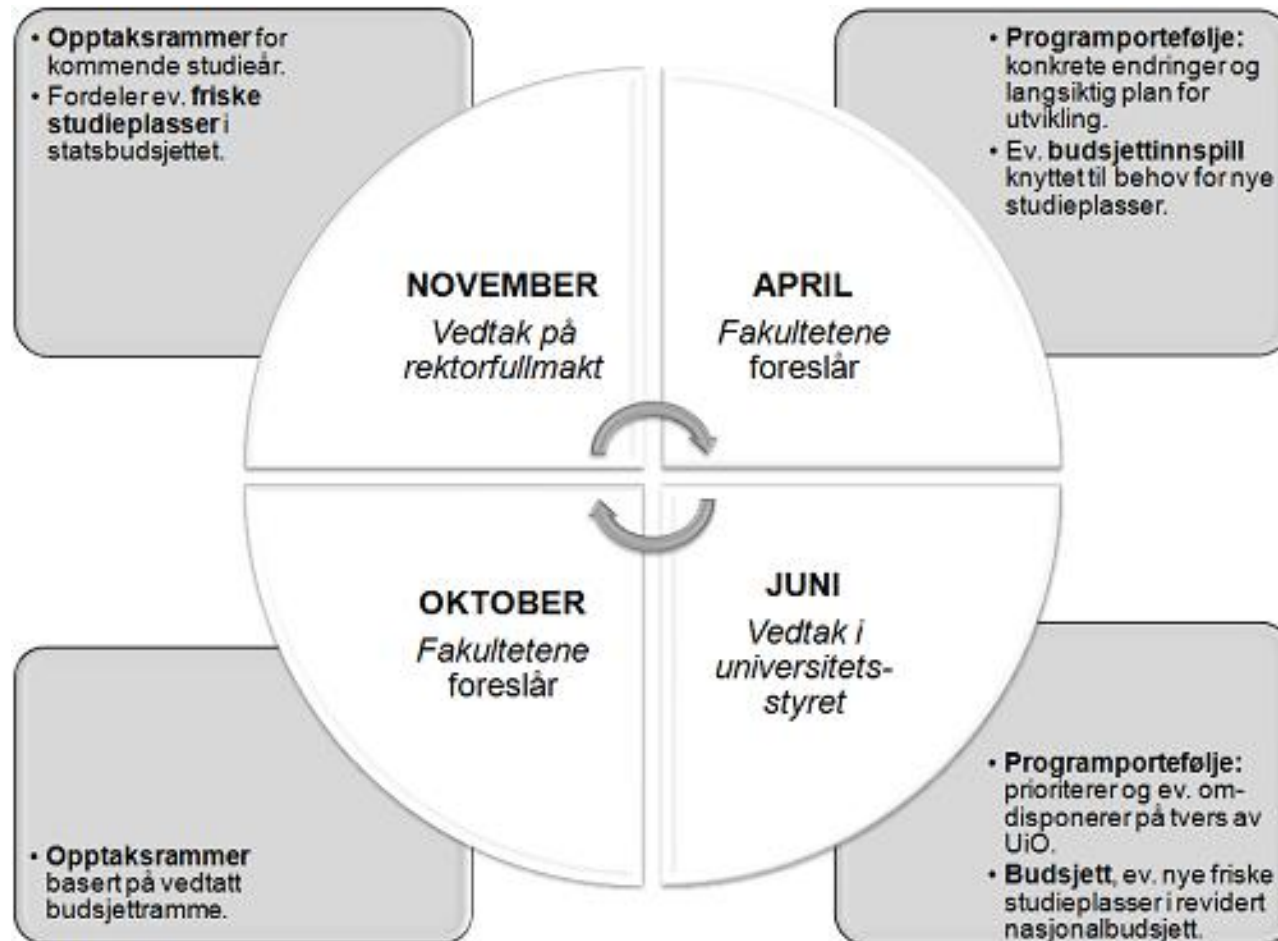 • Opptaksrammer for
kommende studieår.
• Fordeler ev. friske
studieplasser i
statsbudsjettet.
• Programportefølje:
konkrete endringer og
langsiktig plan for
utvikling.
• Ev. budsjettinnspill
knyttet til behov for nye
studieplasser.
NOVEMBER
Vedtak på
rektorfullmakt
APRIL
Fakultetene
foreslår
OKTOBER
Fakultetene
foreslår
JUNI
Vedtak i
universitets-
styret
• Opptaksrammer
basert på vedtatt
budsjettramme.
• Programportefølje:
prioriterer og ev. om-
disponerer på tvers av
UiO.
• Budsjett, ev. nye friske
studieplasser i revidert
nasjonalbudsjett.